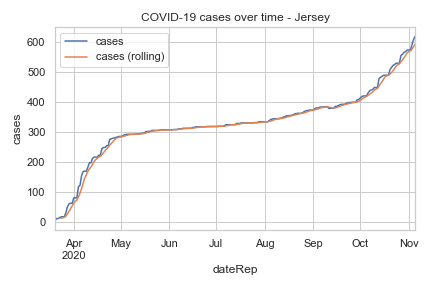 COVID-19 cases over time - Jersey
cases
cases (rolling)
600
500
400
300
200
100
0
cases
Apr May Jun Jul Aug Sep Oct Nov
2020
dateRep